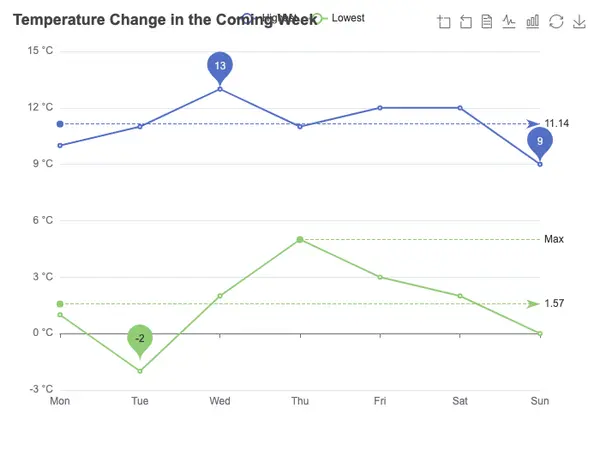 Temperature Change in the Coming Week
Highest
Lowest
15 °C
12 °C
9 °C
6 °C
3 °C
0 °C
-3 °C
13
11.14
9
Max
1.57
-2
Mon
Tue
Wed
Thu
Fri
Sat
Sun